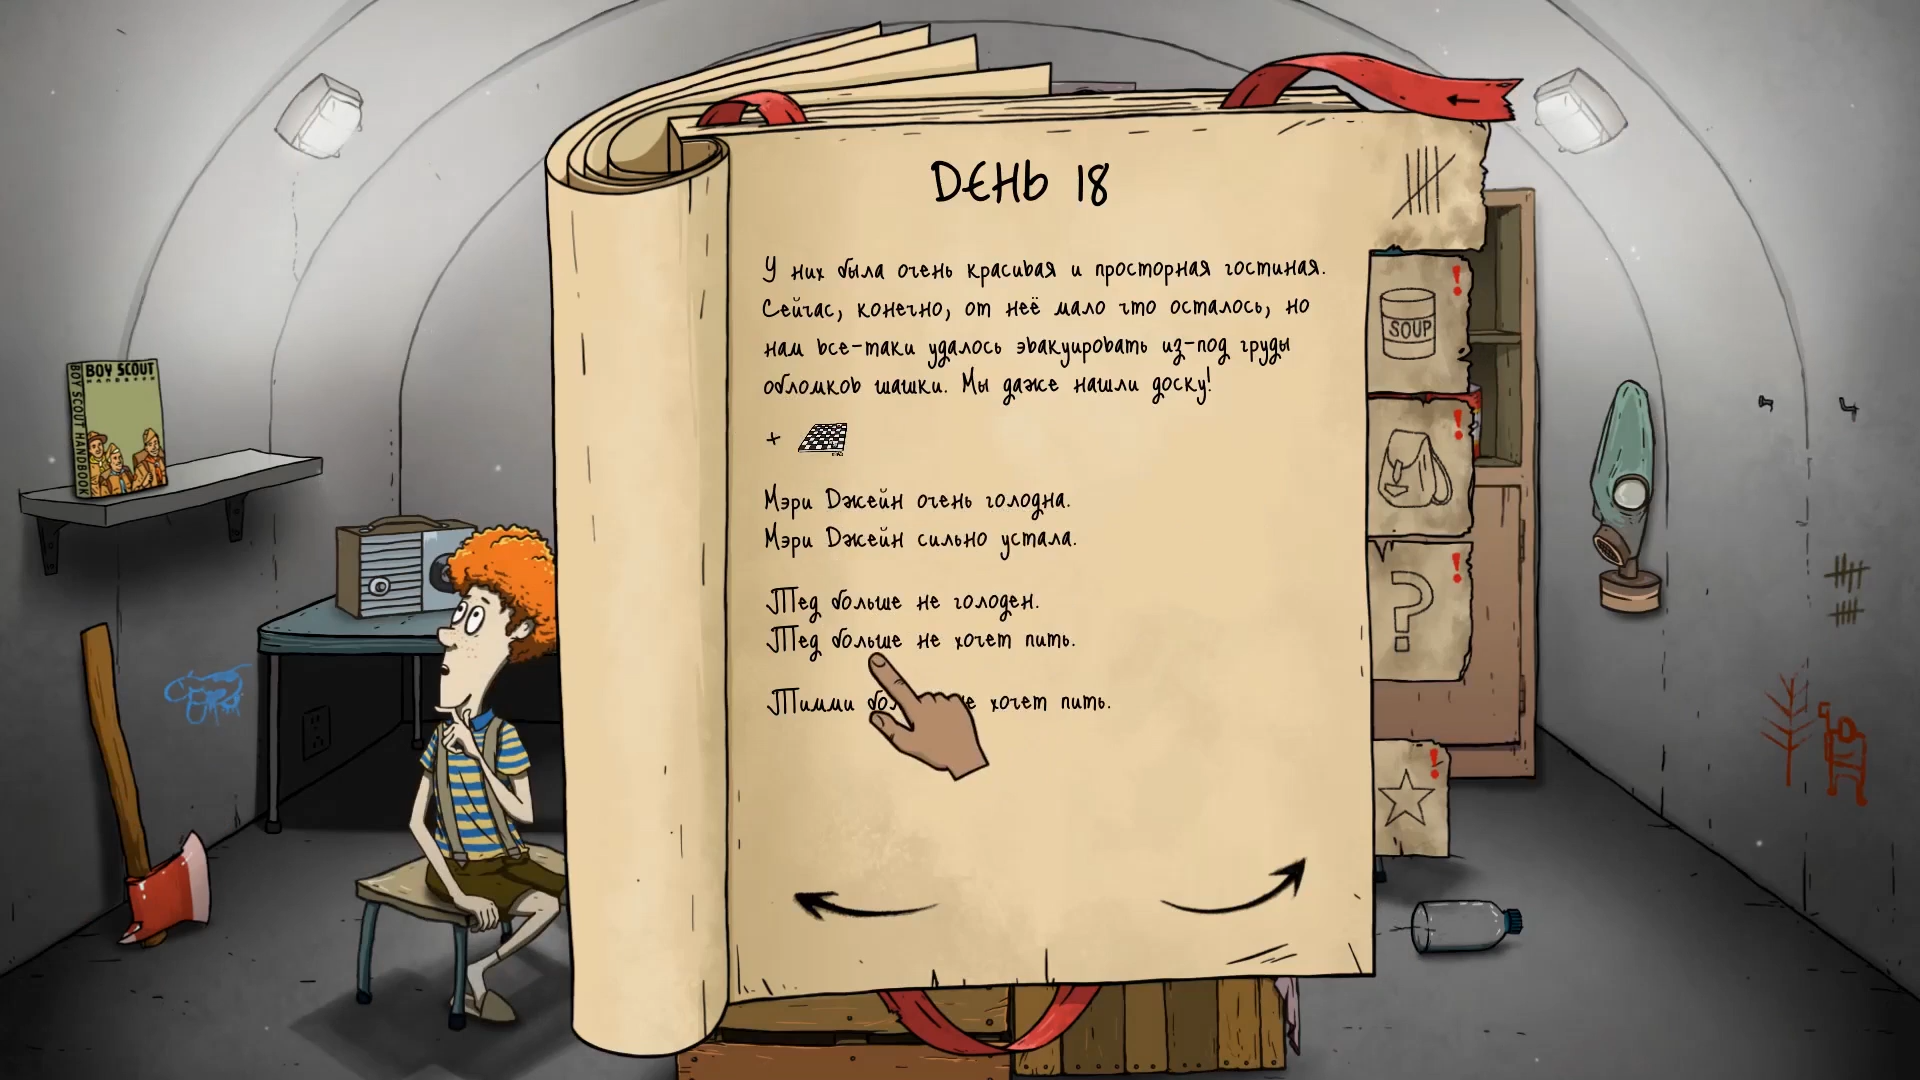 ДЕНЬ 18
У них была очень красивая и просторная гостиная.
Сейчас, конечно, от неё мало что осталось, но
нам все-таки удалось эвакуировать из-под груды
обломков шашки. Мы даже нашли доску!
+
Мэри Джейн очень голодна.
Мэри Джейн сильно устала.
Тед больше не голоден.
Тед больше не хочет пить.
Тимми хочет пить.
SOUP
BOY SCOUT
HANDBOOK
BOY SCOUT HANDBOOK